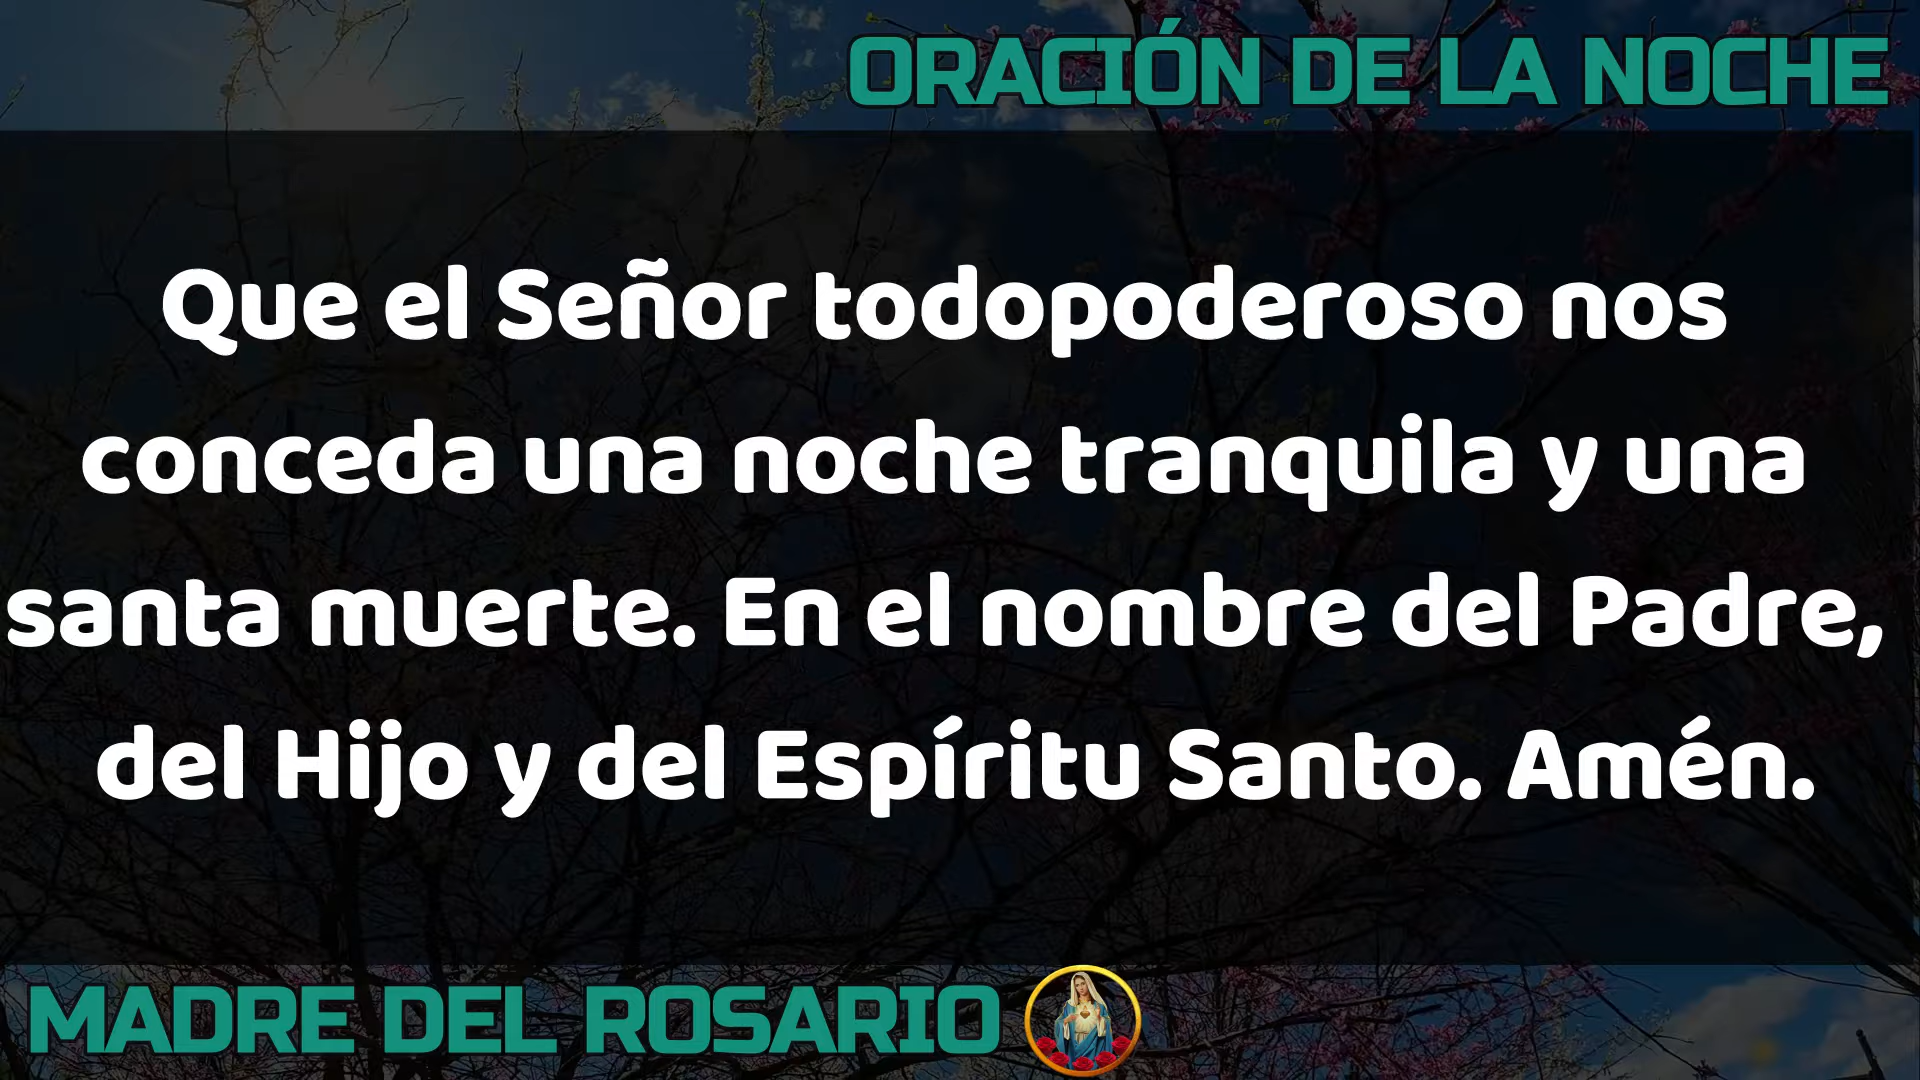 ORACIÓN DE LA NOCHE
Que el Señor todopoderoso nos
conceda una noche tranquila y una
santa muerte. En el nombre del Padre,
del Hijo y del Espíritu Santo. Amén.
MADRE DEL ROSARIO